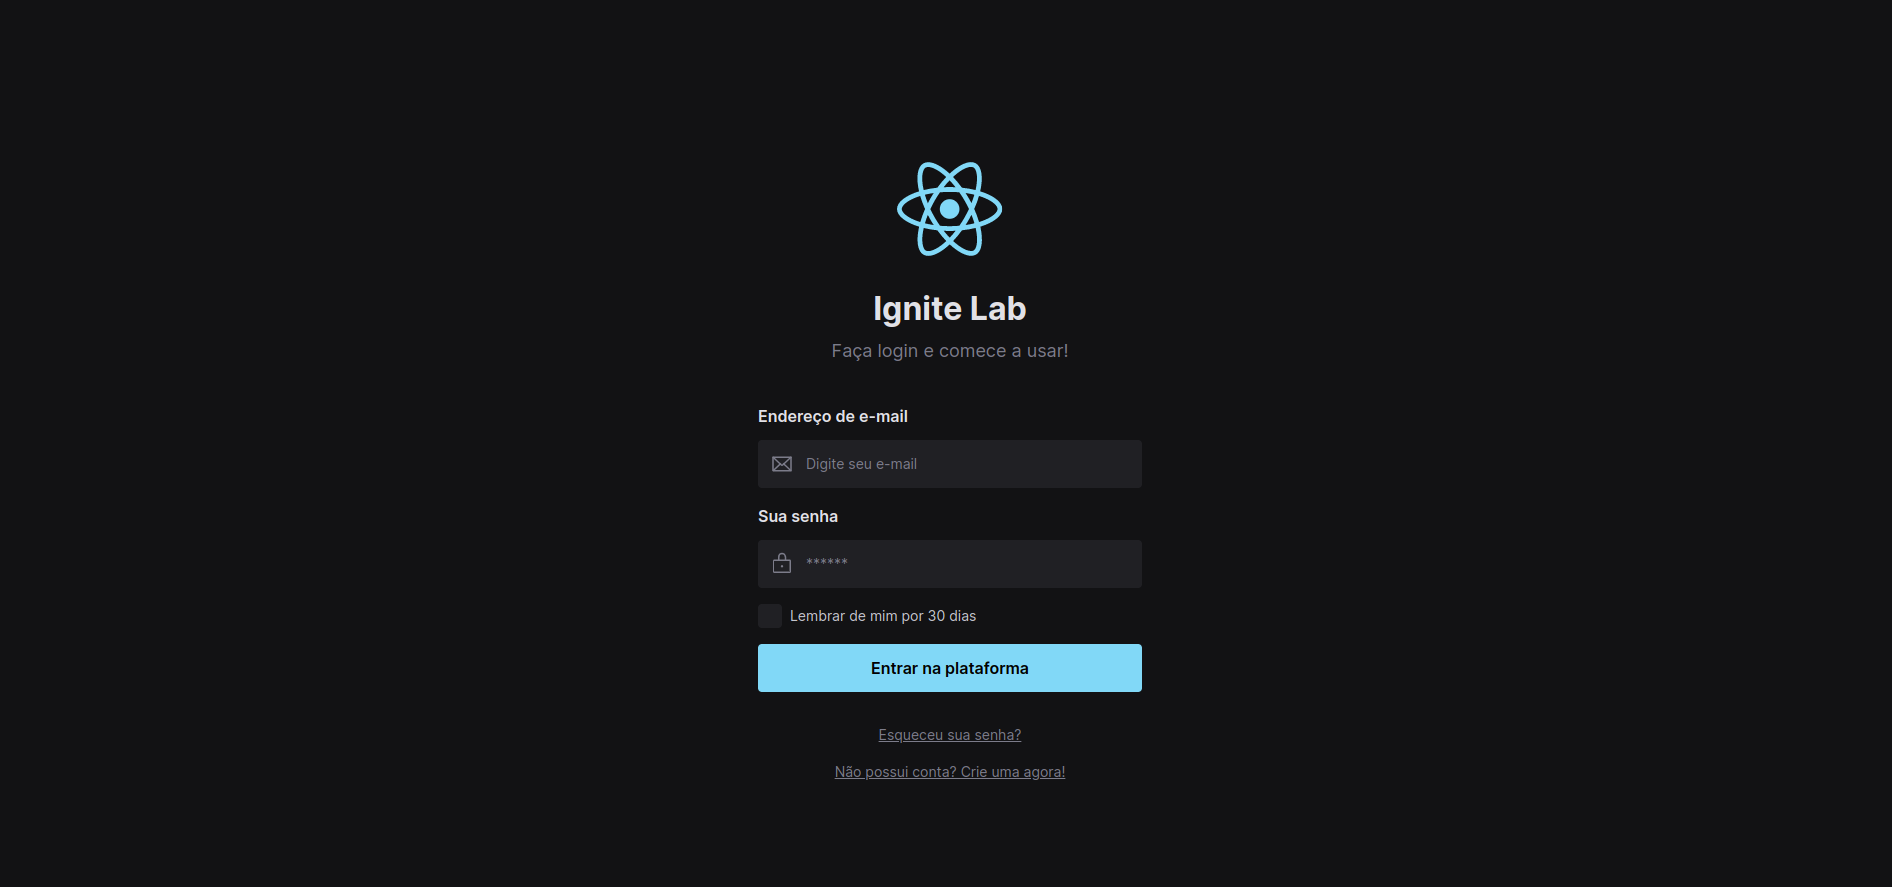 Ignite Lab
Faça login e comece a usar!
Endereço de e-mail
Digite seu e-mail
Sua senha
******
Lembrar de mim por 30 dias
Entrar na plataforma
Esqueceu sua senha?
Não possui conta? Crie uma agora!